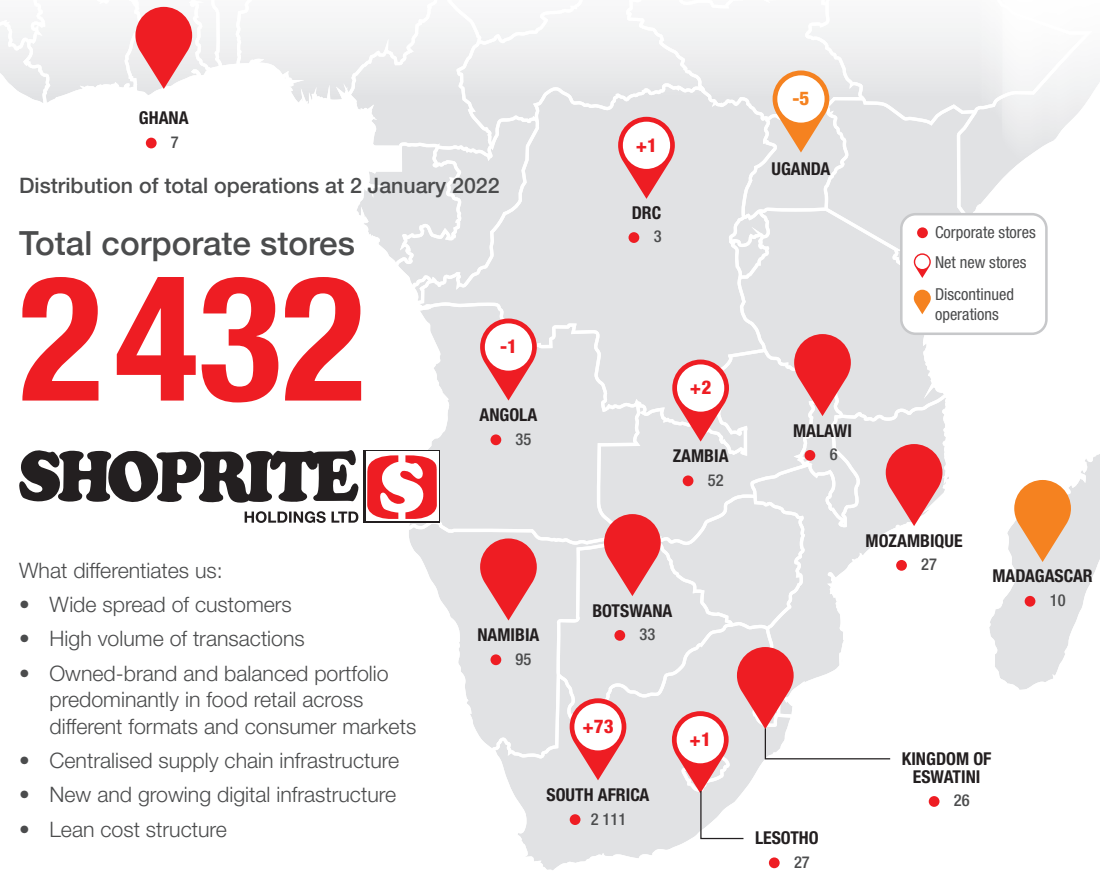 GHANA
7
Distribution of total operations at 2 January 2022
Total corporate stores
2 432
SHOPRITE S
HOLDINGS LTD
What differentiates us:
• Wide spread of customers
• High volume of transactions
• Owned-brand and balanced portfolio
predominantly in food retail across
different formats and consumer markets
• Centralised supply chain infrastructure
• New and growing digital infrastructure
• Lean cost structure
+1
DRC
3
-5
UGANDA
Corporate stores
Net new stores
Discontinued
operations
-1
ANGOLA
35
+2
ZAMBIA
52
MALAWI
6
MOZAMBIQUE
27
MADAGASCAR
10
NAMIBIA
95
BOTSWANA
33
+73
SOUTH AFRICA
2 111
+1
LESOTHO
27
KINGDOM OF
ESWATINI
26